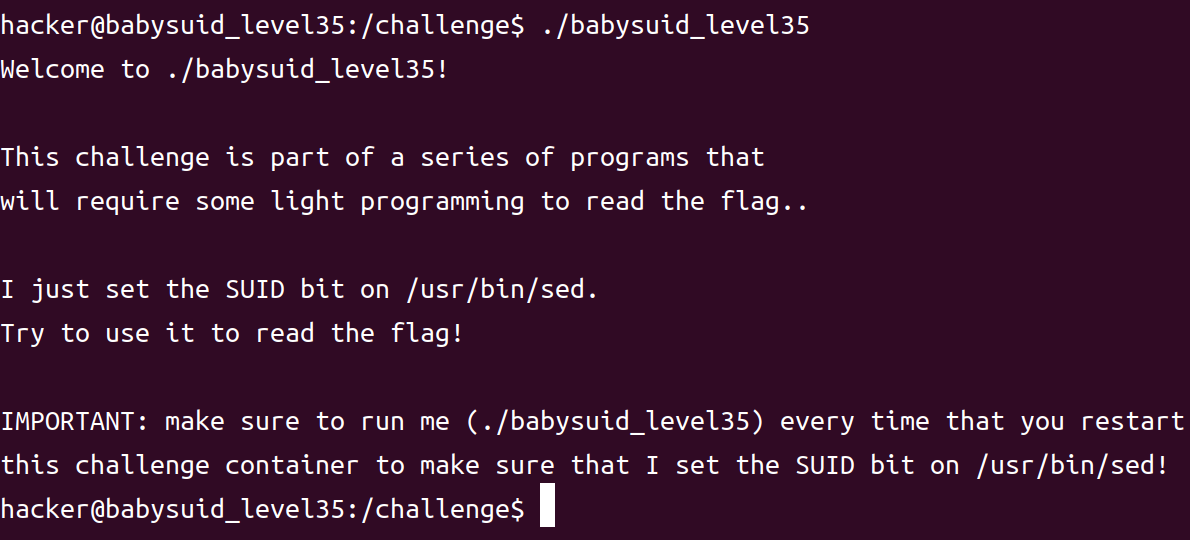 hacker@babysuid_level35:/challenge$ ./babysuid_level35
Welcome to ./babysuid_level35!
This challenge is part of a series of programs that
will require some light programming to read the flag..
I just set the SUID bit on /usr/bin/sed.
Try to use it to read the flag!
IMPORTANT: make sure to run me (./babysuid_level35) every time that you restart
this challenge container to make sure that I set the SUID bit on /usr/bin/sed!
hacker@babysuid_level35:/challenge$